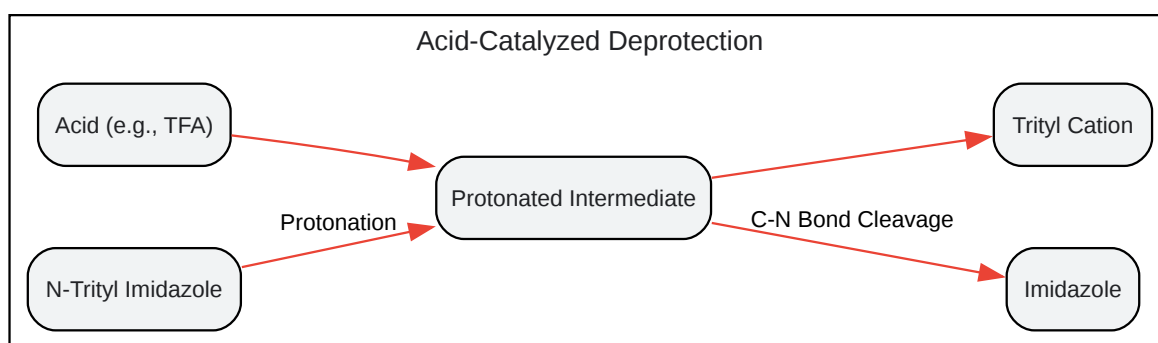 Acid-Catalyzed Deprotection
Acid (e.g., TFA)
Trityl Cation
Protonated Intermediate
Protonation
C-N Bond Cleavage
N-Trityl Imidazole
Imidazole